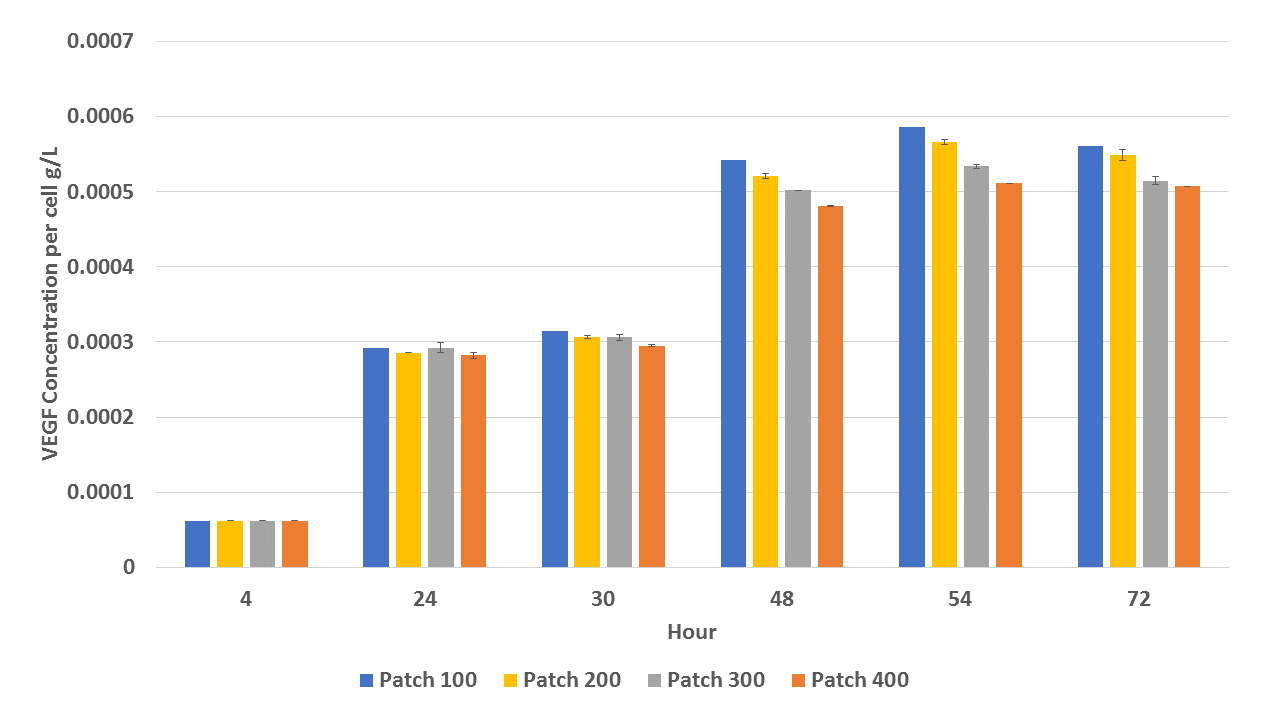 0.0007
0.0006
0.0005
0.0004
0.0003
0.0002
0.0001
0
VEGF Concentration per cell g/L
4 24 30 48 54 72
Hour
Patch 100 Patch 200 Patch 300 Patch 400